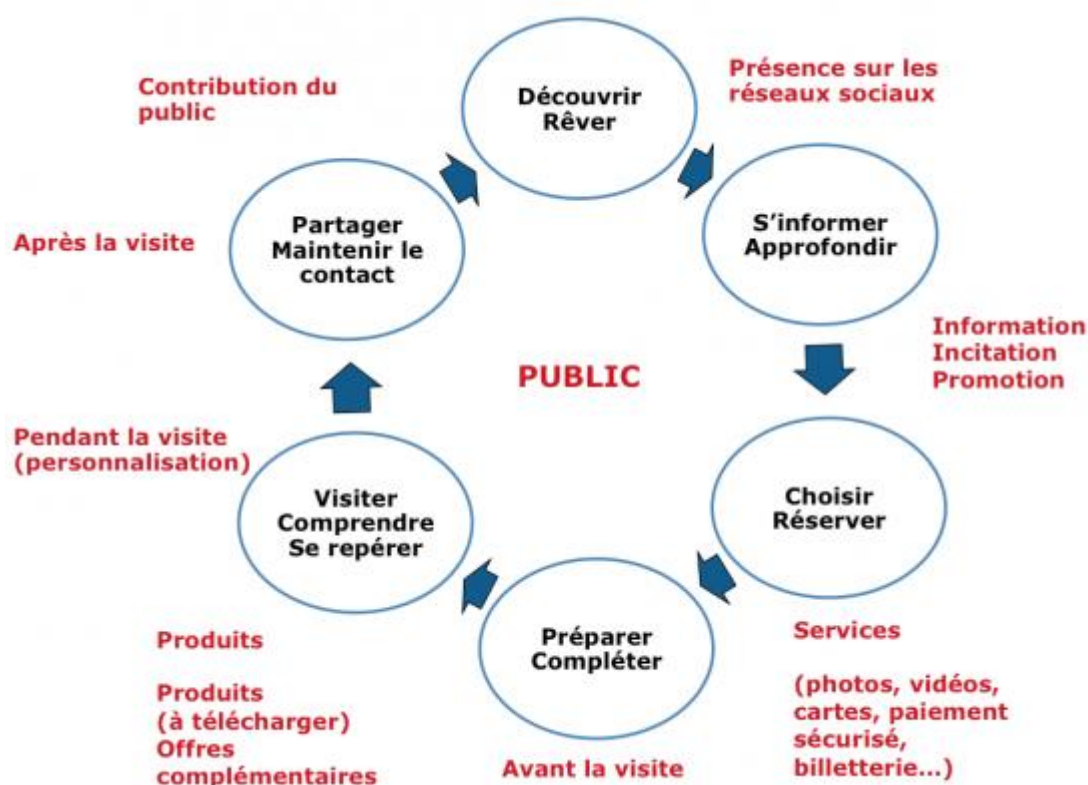 Contribution du
public
Découvrir
Rêver
Présence sur les
réseaux sociaux
S'informer
Approfondir
Partager
Maintenir le
contact
Après la visite
Information
Incitation
Promotion
PUBLIC
Choisir
Réserver
Pendant la visite
(personnalisation)
Visiter
Comprendre
Se repérer
Préparer
Compléter
Services
(photos, vidéos,
cartes, paiement
sécurisé,
billetterie...)
Produits
Produits
(à télécharger)
Offres
complémentaires
Avant la visite